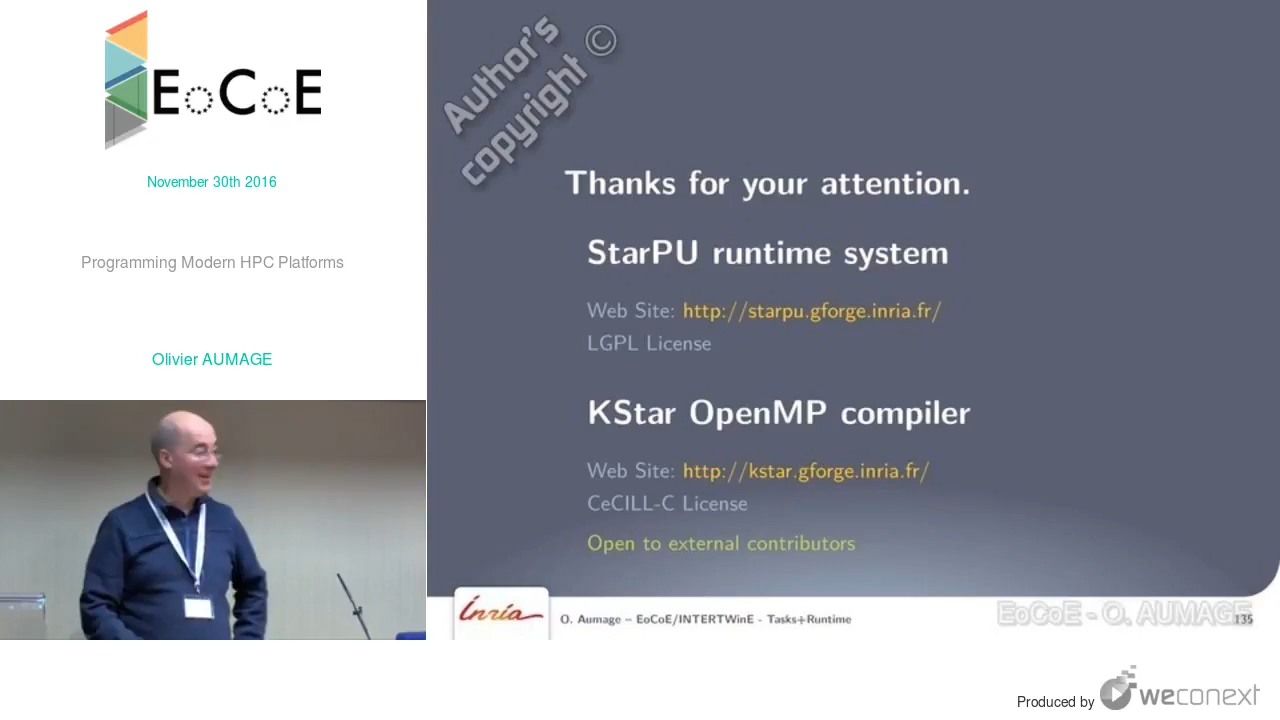 EoCoE
November 30th 2016
Programming Modern HPC Platforms
Olivier AUMAGE
Author's
copyright ©
Thanks for your attention.
StarPU runtime system
Web Site: http://starpu.gforge.inria.fr/
LGPL License
KStar OpenMP compiler
Web Site: http://kstar.gforge.inria.fr/
CeCILL-C License
Open to external contributors
inria
O. Aumage – EoCoE/INTERTWinE - Tasks+Runtime
EoCoE - O. AUMAGE
135
Produced by weconext